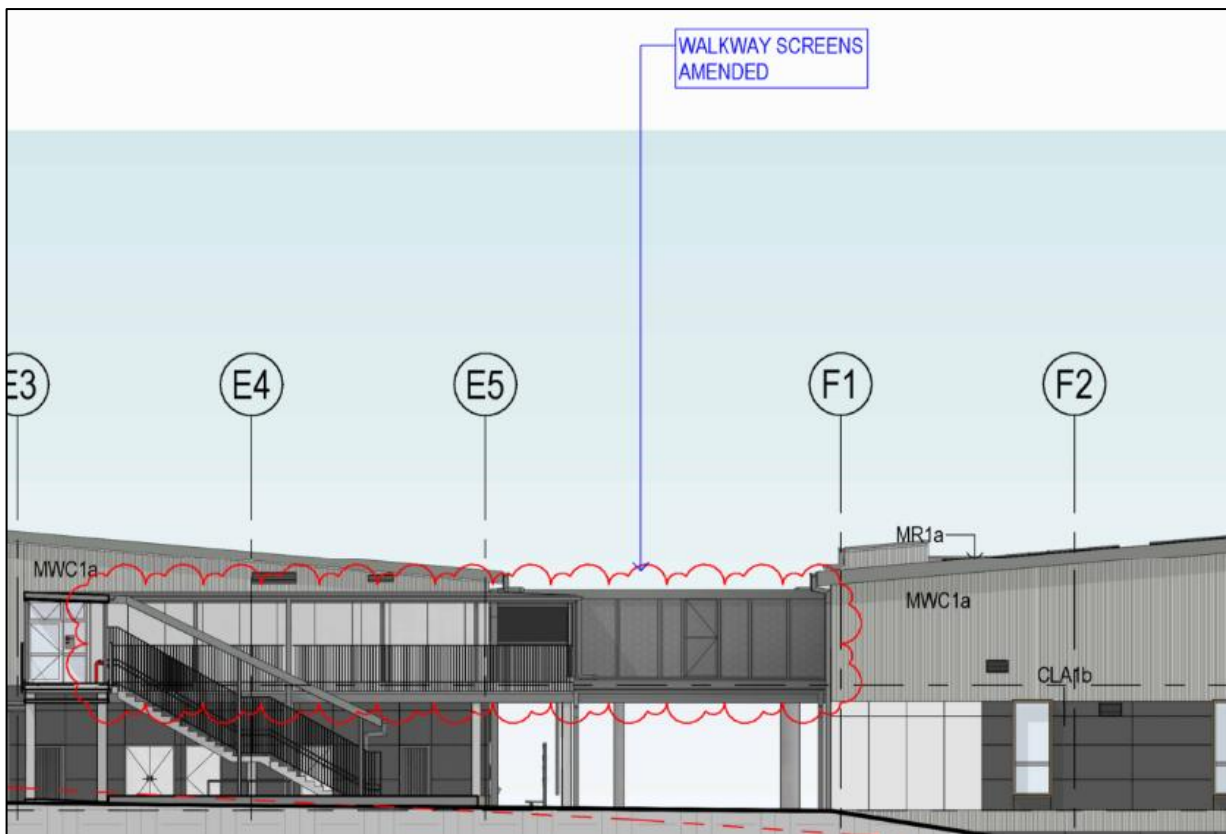 WALKWAY SCREENS
AMENDED
E3
E4
E5
F1
F2
MR1a
MWC1a
MWC1a
CLA1b